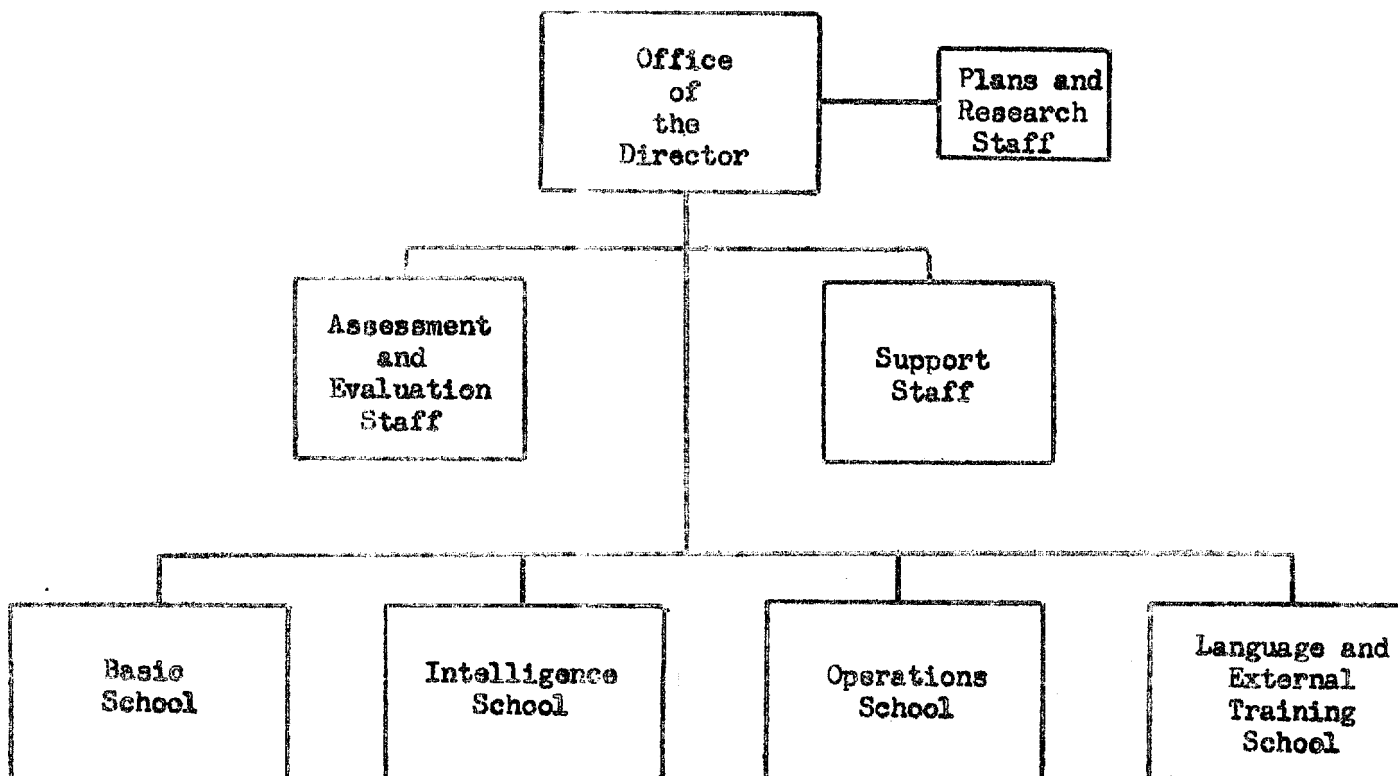 Office
of
the
Director
Plans and
Research
Staff
Assessment
and
Evaluation
Staff
Support
Staff
Basic
School
Intelligence
School
Operations
School
Language and
External
Training
School